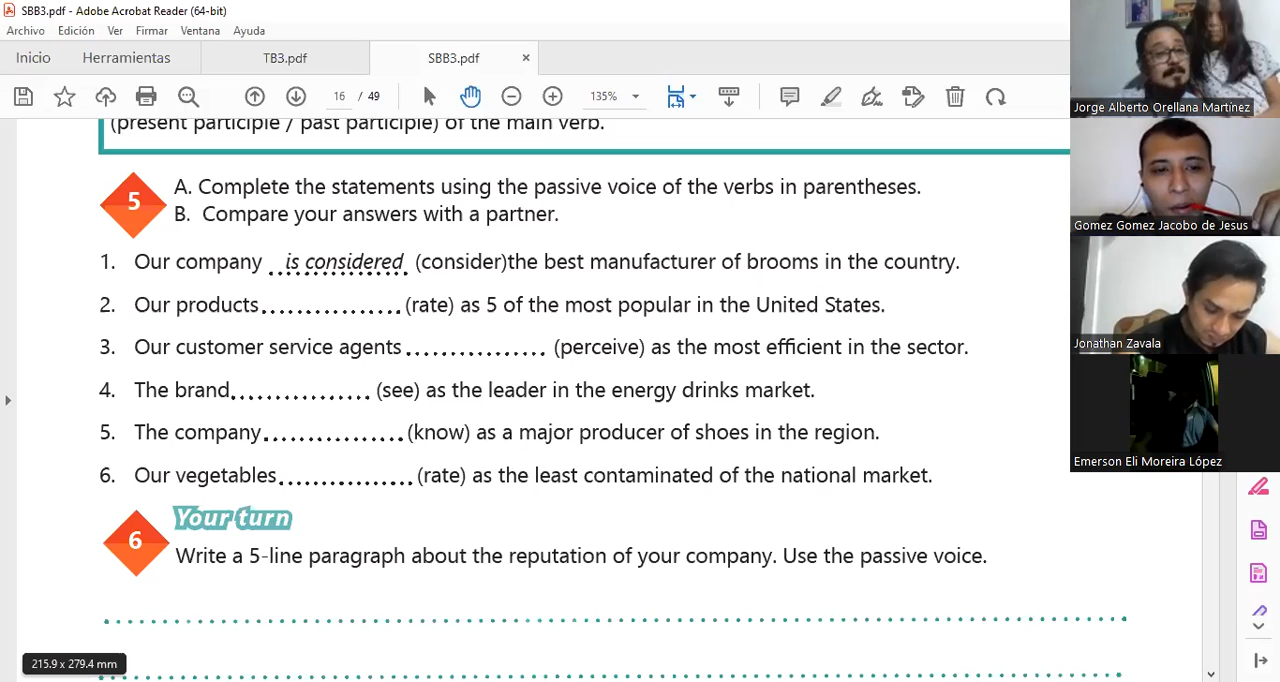 SBB3.pdf - Adobe Acrobat Reader (64-bit)
Archivo Edición Ver Firmar Ventana Ayuda
Inicio Herramientas TB3.pdf SBB3.pdf ×
16 / 49 135%
(present participle / past participle) of the main verb.
5
A. Complete the statements using the passive voice of the verbs in parentheses.
B. Compare your answers with a partner.
1. Our company is considered (consider)the best manufacturer of brooms in the country.
2. Our products............... (rate) as 5 of the most popular in the United States.
3. Our customer service agents............... (perceive) as the most efficient in the sector.
4. The brand............... (see) as the leader in the energy drinks market.
5. The company............... (know) as a major producer of shoes in the region.
6. Our vegetables............... (rate) as the least contaminated of the national market.
Your turn
6
Write a 5-line paragraph about the reputation of your company. Use the passive voice.
215.9 x 279.4 mm
Jorge Alberto Orellana Martínez
Gomez Gomez Jacobo de Jesus
Jonathan Zavala
Emerson Eli Moreira López